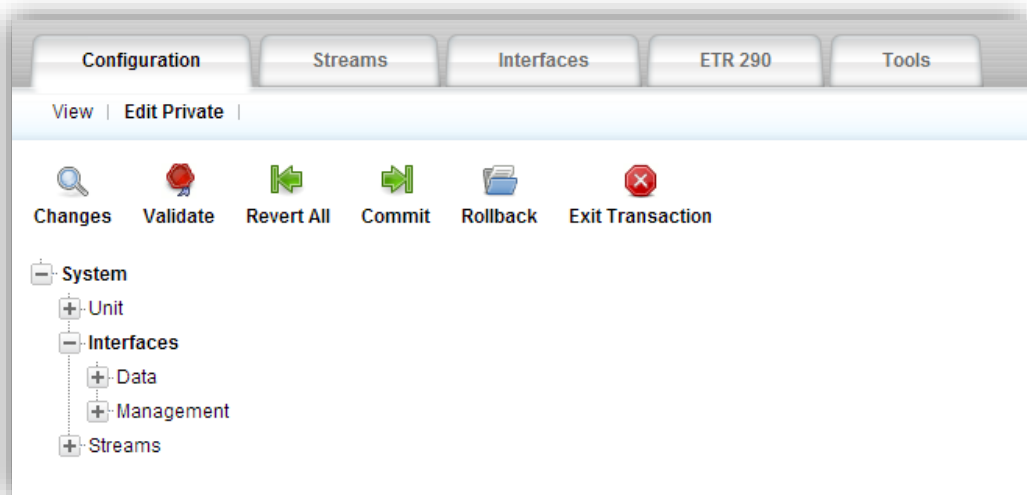 Configuration Streams Interfaces ETR 290 Tools
View | Edit Private |
Changes Validate Revert All Commit Rollback Exit Transaction
System
Unit
Interfaces
Data
Management
Streams